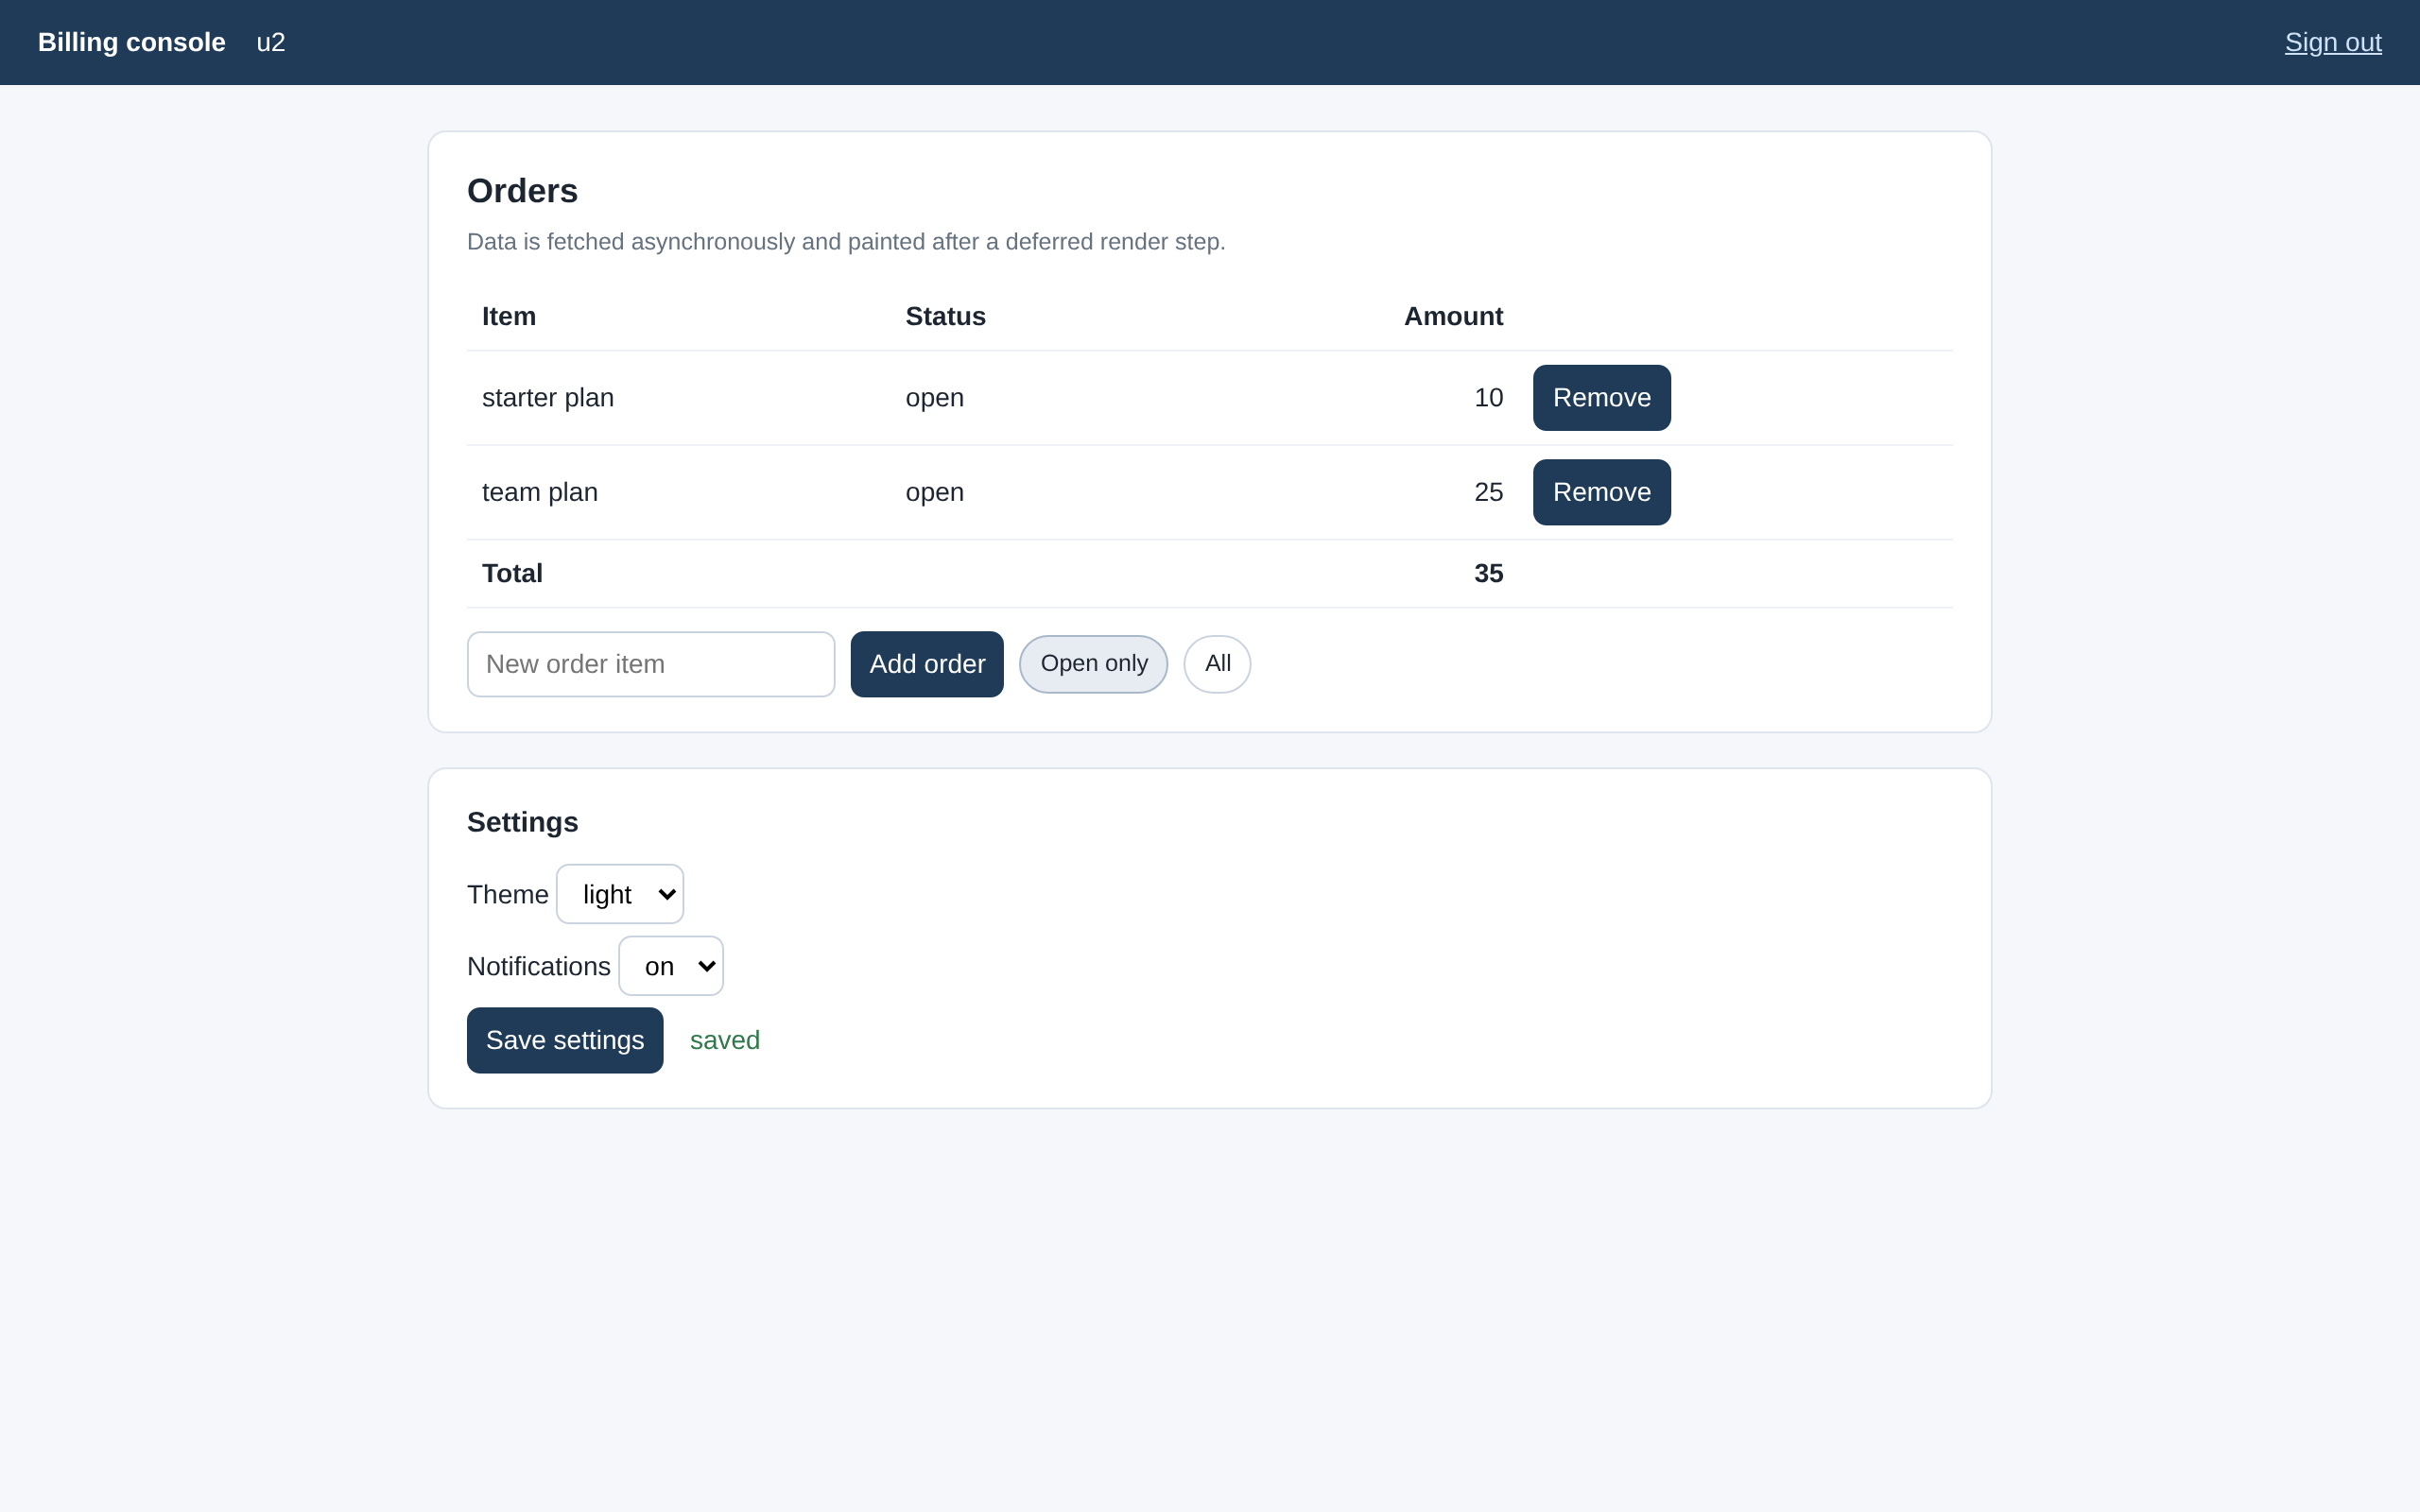 Billing console u2 Sign out
Orders
Data is fetched asynchronously and painted after a deferred render step.
Item Status Amount
starter plan open 10 Remove
team plan open 25 Remove
Total 35
New order item Add order Open only All
Settings
Theme light
Notifications on
Save settings saved